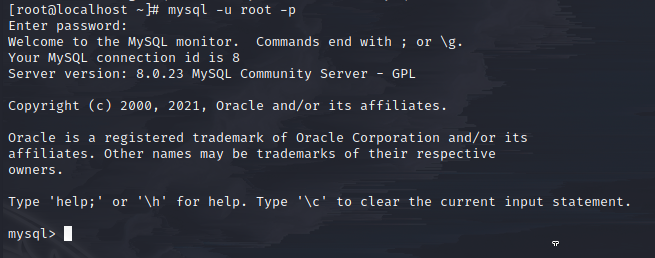 [root@localhost ~]# mysql -u root -p
Enter password:
Welcome to the MySQL monitor.  Commands end with ; or \g.
Your MySQL connection id is 8
Server version: 8.0.23 MySQL Community Server - GPL
Copyright (c) 2000, 2021, Oracle and/or its affiliates.
Oracle is a registered trademark of Oracle Corporation and/or its
affiliates. Other names may be trademarks of their respective
owners.
Type 'help;' or '\h' for help. Type '\c' to clear the current input statement.
mysql>